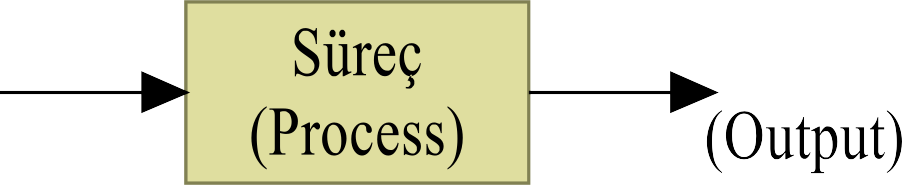 Süreç
(Process)
(Output)